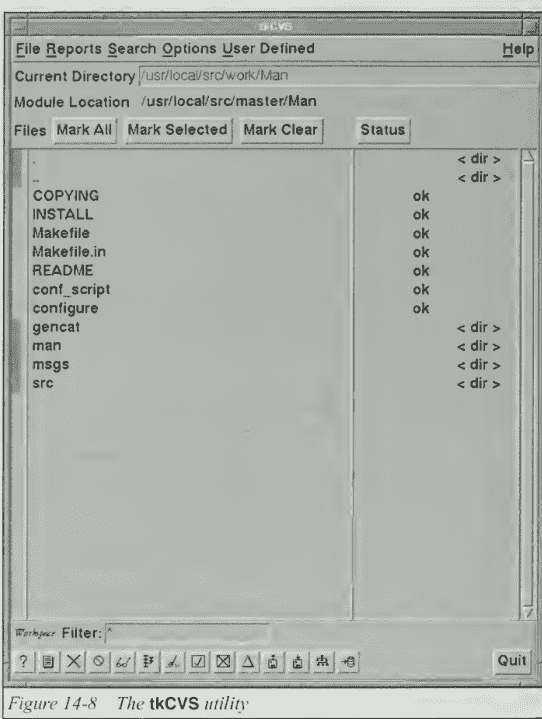 tkCVS
File Reports Search Options User Defined Help
Current Directory /usr/local/src/work/Man
Module Location /usr/local/src/master/Man
Files Mark All Mark Selected Mark Clear Status
. < dir >
.. < dir >
COPYING ok
INSTALL ok
Makefile ok
Makefile.in ok
README ok
conf_script ok
configure ok
gencat < dir >
man < dir >
msgs < dir >
src < dir >
Workspace Filter: *
? Quit
Figure 14-8 The tkCVS utility